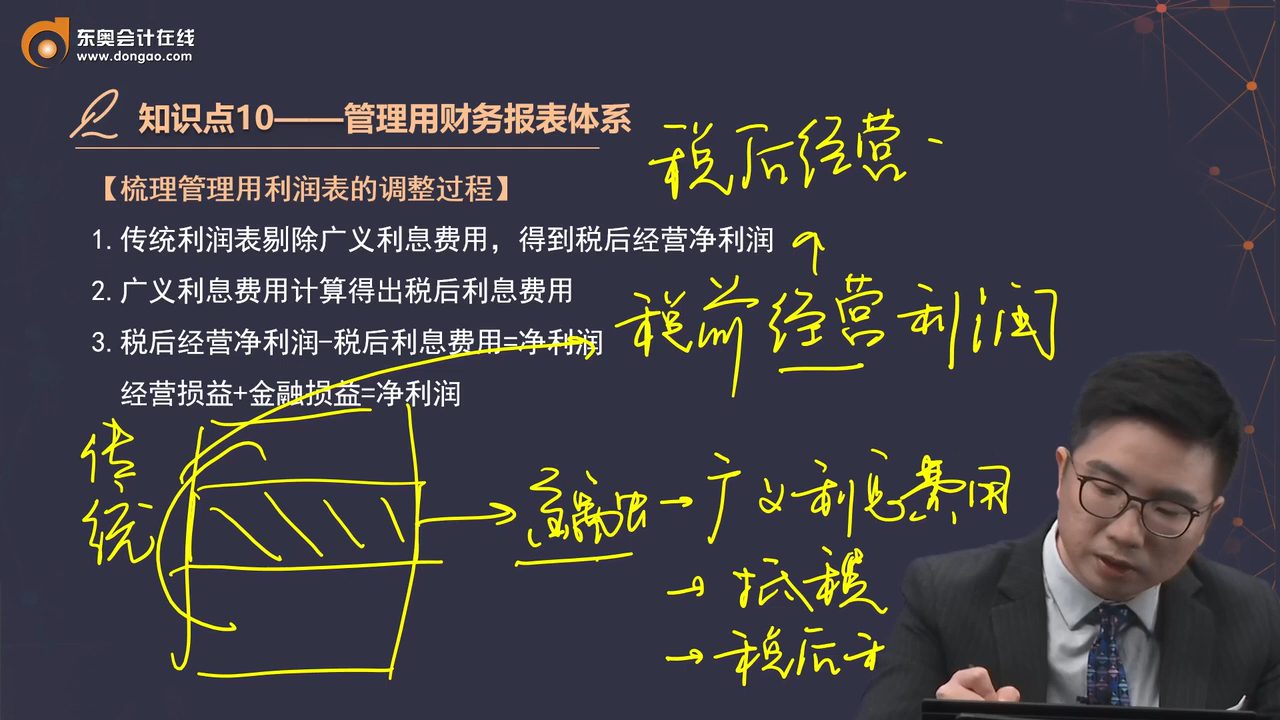 东奥会计在线
www.dongao.com
知识点10——管理用财务报表体系
税后经营
【梳理管理用利润表的调整过程】
1. 传统利润表剔除广义利息费用，得到税后经营净利润
2. 广义利息费用计算得出税后利息费用
税前经营利润
3. 税后经营净利润-税后利息费用=净利润
经营损益+金融损益=净利润
传统
金融
广义利息费用
抵税
税后